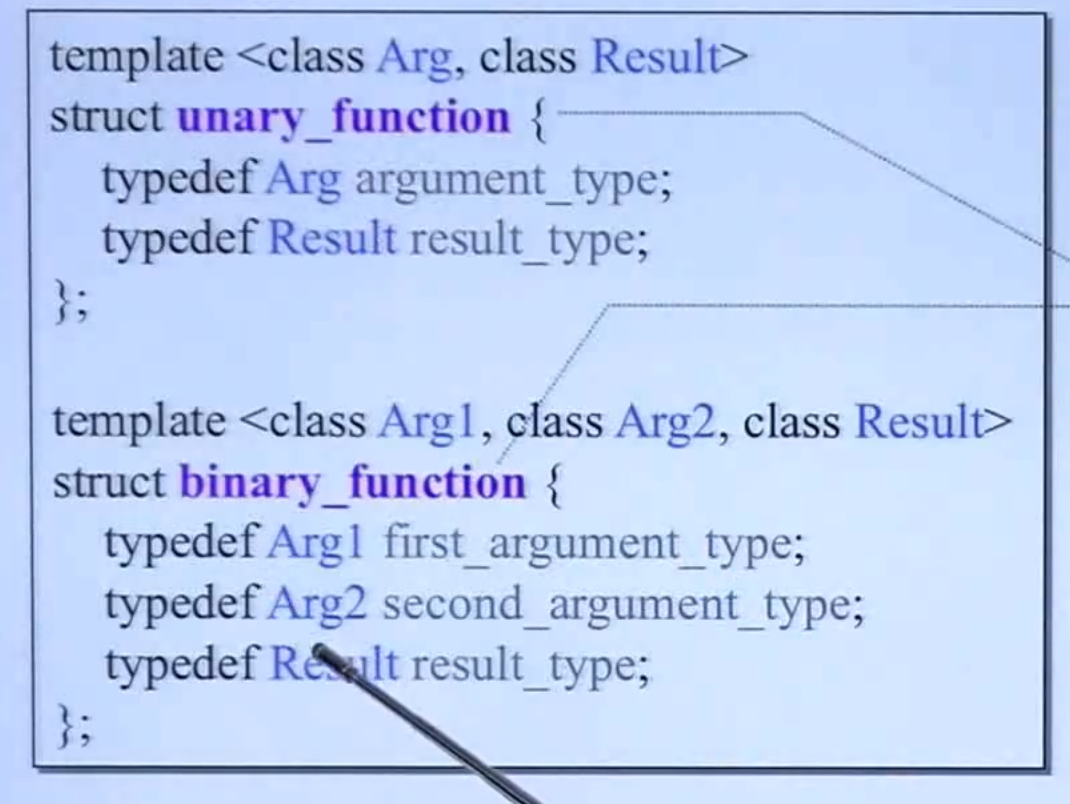 template <class Arg, class Result>
struct unary_function {
typedef Arg argument_type;
typedef Result result_type;
};
template <class Arg1, class Arg2, class Result>
struct binary_function {
typedef Arg1 first_argument_type;
typedef Arg2 second_argument_type;
typedef Result result_type;
};